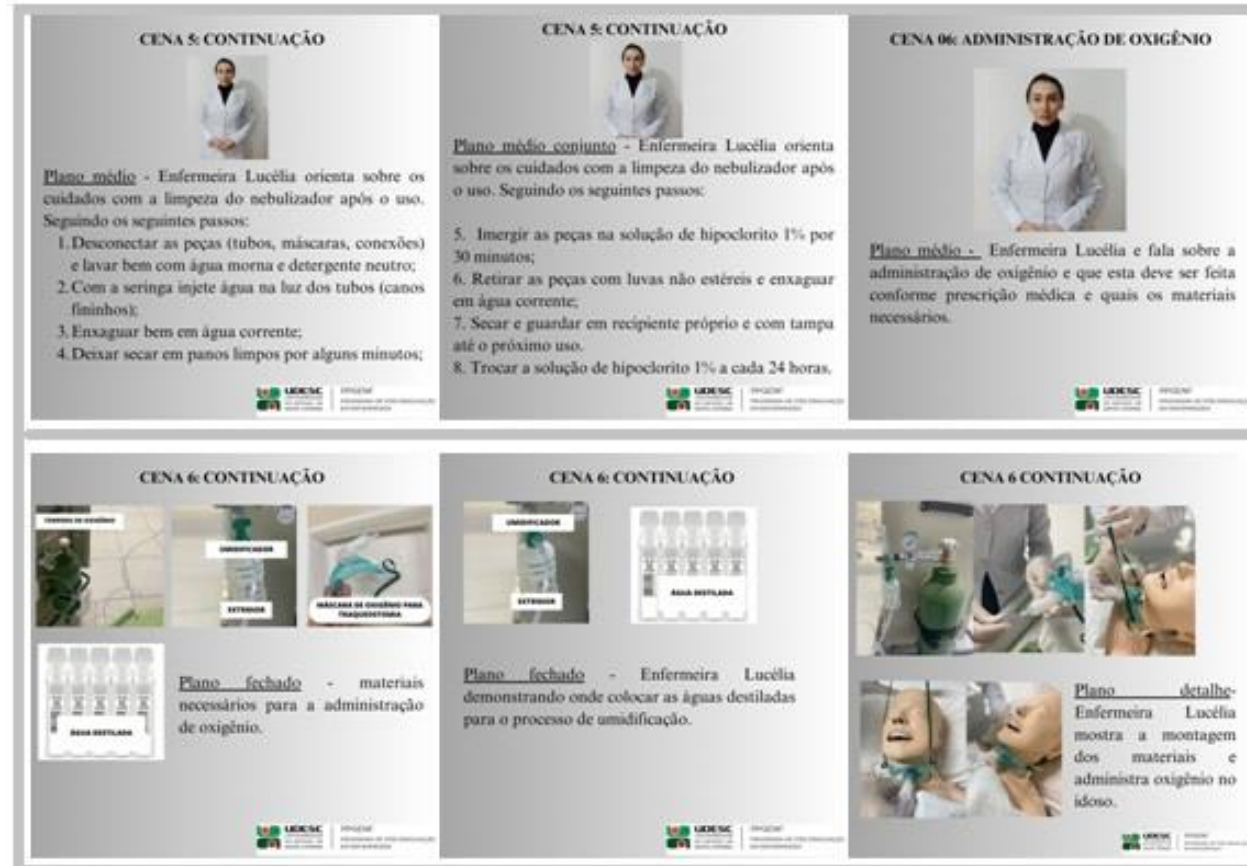 CENA 5: CONTINUAÇÃO
Plano médio - Enfermeira Lucélia orienta sobre os
cuidados com a limpeza do nebulizador após o uso.
Seguindo os seguintes passos:
1. Desconectar as peças (tubos, máscaras, conexões)
e lavar bem com água morna e detergente neutro;
2. Com a seringa injete água na luz dos tubos (canos
fininhos);
3. Enxaguar bem em água corrente;
4. Deixar secar em panos limpos por alguns minutos;
UDESC
CENA 5: CONTINUAÇÃO
Plano médio conjunto - Enfermeira Lucélia orienta
sobre os cuidados com a limpeza do nebulizador após
o uso. Seguindo os seguintes passos:
5. Imergir as peças na solução de hipoclorito 1% por
30 minutos;
6. Retirar as peças com luvas não estéreis e enxaguar
em água corrente;
7. Secar e guardar em recipiente próprio e com tampa
até o próximo uso.
8. Trocar a solução de hipoclorito 1% a cada 24 horas.
UDESC
CENA 06: ADMINISTRAÇÃO DE OXIGÊNIO
Plano médio - Enfermeira Lucélia e fala sobre a
administração de oxigênio e que esta deve ser feita
conforme prescrição médica e quais os materiais
necessários.
UDESC
CENA 6: CONTINUAÇÃO
UMIDIFICADOR
EXTENSOR
MÁSCARA DE OXIGÊNIO PARA
TRAQUEOSTOMIA
ÁGUA DESTILADA
Plano fechado - materiais
necessários para a administração
de oxigênio.
UDESC
CENA 6: CONTINUAÇÃO
UMIDIFICADOR
EXTENSOR
ÁGUA DESTILADA
Plano fechado - Enfermeira Lucélia
demonstrando onde colocar as águas destiladas
para o processo de umidificação.
UDESC
CENA 6 CONTINUAÇÃO
Plano detalhe-
Enfermeira Lucélia
mostra a montagem
dos materiais e
administra oxigênio no
idoso.
UDESC